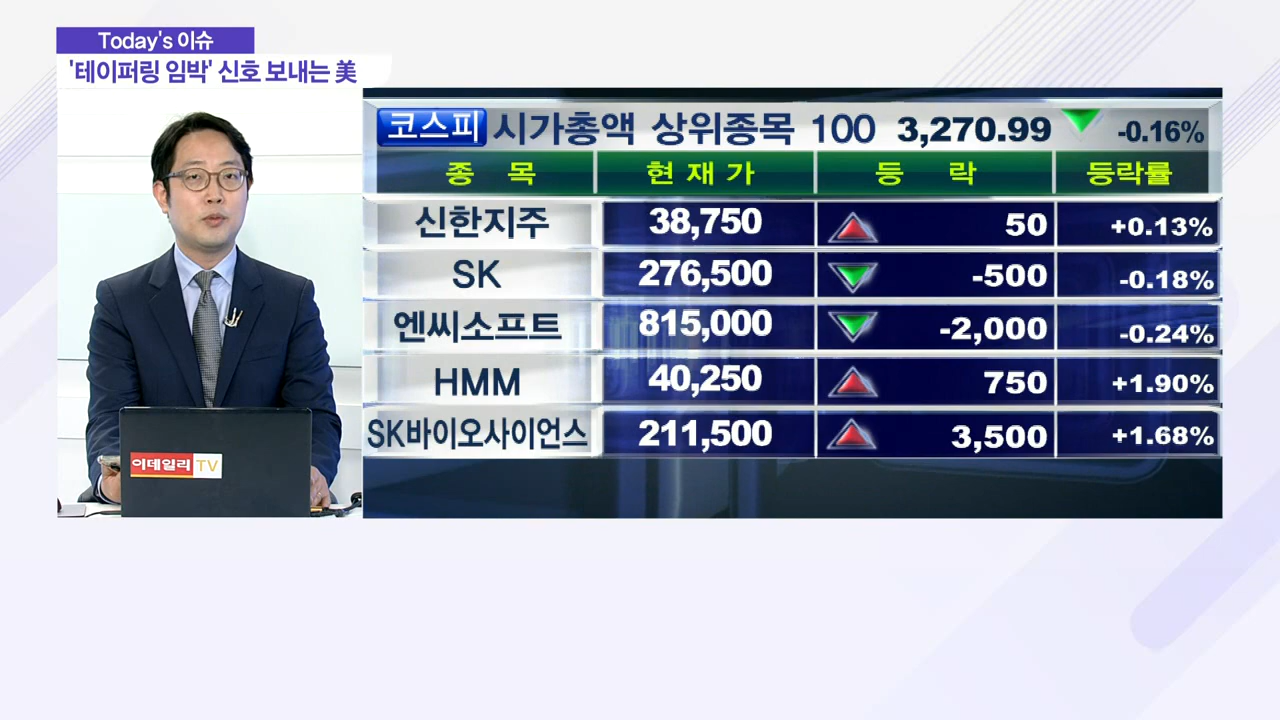 Today's 이슈
'테이퍼링 임박' 신호 보내는 美
코스피 시가총액 상위종목 100 3,270.99 -0.16%
종 목 현 재 가 등 락 등락률
신한지주 38,750 50 +0.13%
SK 276,500 -500 -0.18%
엔씨소프트 815,000 -2,000 -0.24%
HMM 40,250 750 +1.90%
SK바이오사이언스 211,500 3,500 +1.68%
이데일리TV